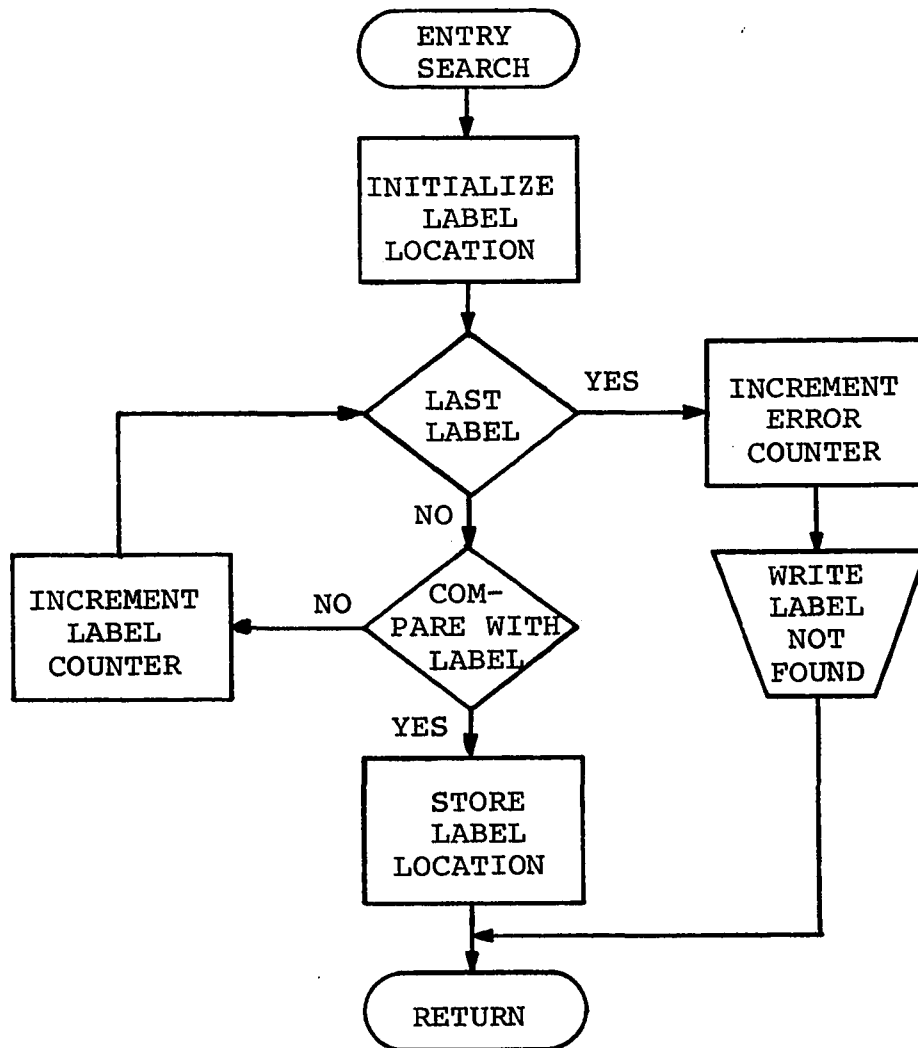 ENTRY
SEARCH
INITIALIZE
LABEL
LOCATION
LAST
LABEL
YES
INCREMENT
ERROR
COUNTER
NO
COM-
PARE WITH
LABEL
NO
INCREMENT
LABEL
COUNTER
WRITE
LABEL
NOT
FOUND
YES
STORE
LABEL
LOCATION
RETURN